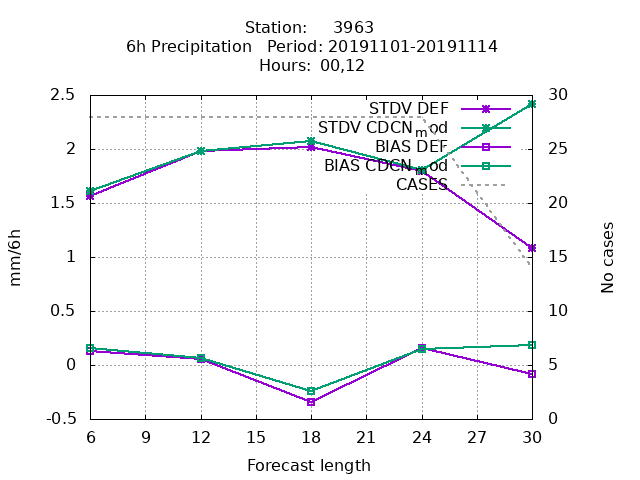 Station: 3963
6h Precipitation Period: 20191101-20191114
Hours: 00,12
STDV DEF
STDV CDCN_mod
BIAS DEF
BIAS CDCN_mod
CASES
2.5
2
1.5
1
0.5
0
-0.5
mm/6h
30
25
20
15
10
5
0
No cases
6 9 12 15 18 21 24 27 30
Forecast length